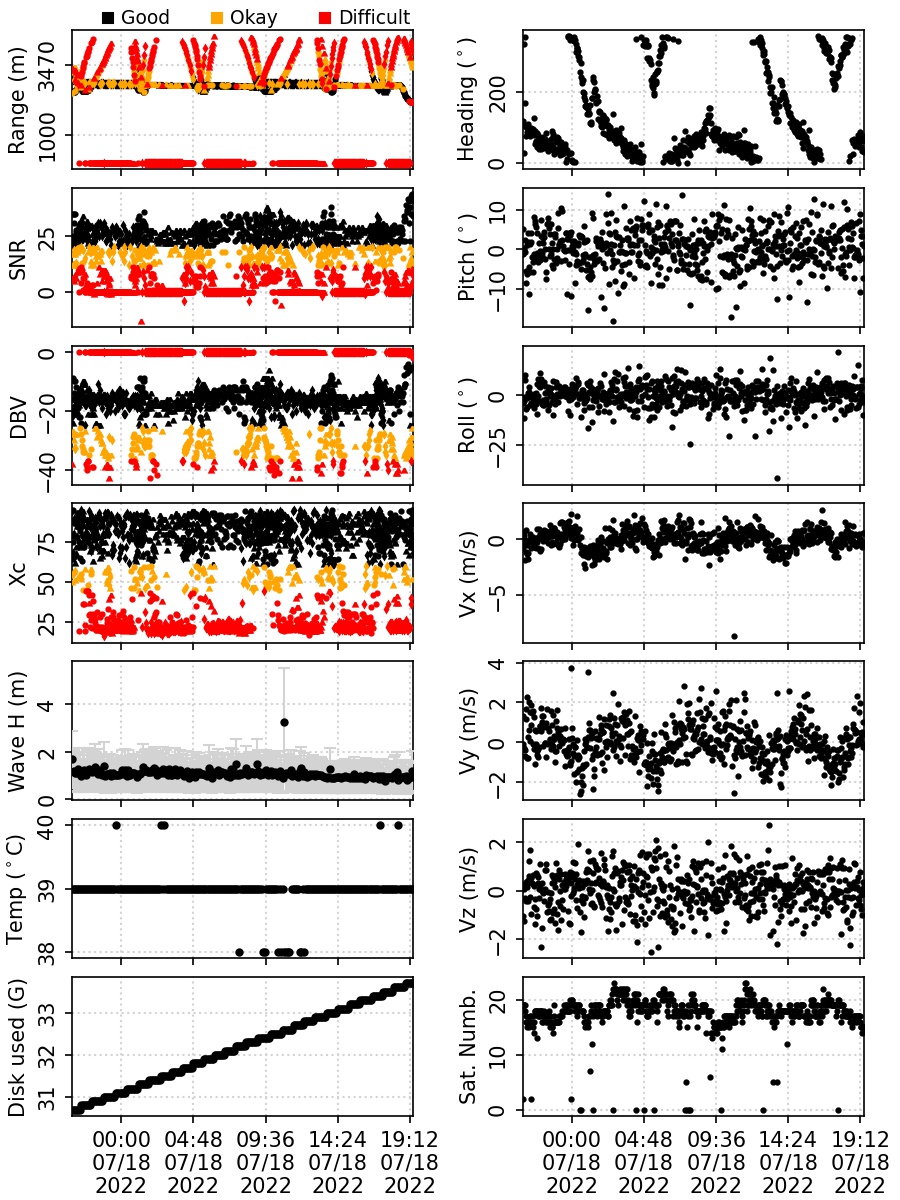 Good Okay Difficult
Range (m)
3470
1000
Heading (°)
200
0
SNR
25
0
Pitch (°)
10
0
−10
DBV
0
−20
−40
Roll (°)
0
−25
Xc
75
50
25
Vx (m/s)
0
−5
Wave H (m)
4
2
0
Vy (m/s)
4
2
0
−2
Temp (°C)
40
39
38
Vz (m/s)
2
0
−2
Disk used (G)
33
32
31
Sat. Numb.
20
10
0
00:00 04:48 09:36 14:24 19:12
07/18 07/18 07/18 07/18 07/18
2022 2022 2022 2022 2022
00:00 04:48 09:36 14:24 19:12
07/18 07/18 07/18 07/18 07/18
2022 2022 2022 2022 2022